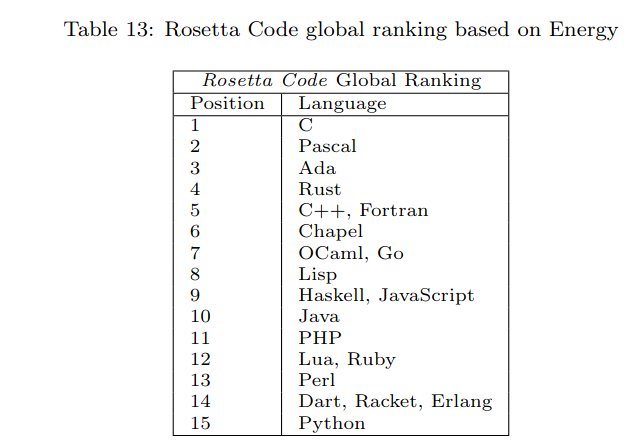 Table 13: Rosetta Code global ranking based on Energy
Rosetta Code Global Ranking
Position Language
1 C
2 Pascal
3 Ada
4 Rust
5 C++, Fortran
6 Chapel
7 OCaml, Go
8 Lisp
9 Haskell, JavaScript
10 Java
11 PHP
12 Lua, Ruby
13 Perl
14 Dart, Racket, Erlang
15 Python